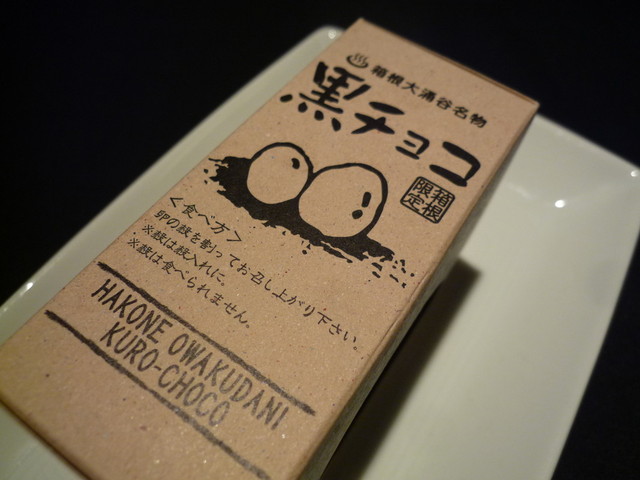 ♨箱根大涌谷名物
黒チョコ
箱根
限定
＜食べ方＞
卵の殻を割ってお召し上がり下さい。
※殻は殻入れに。
※殻は食べられません。
HAKONE OWAKUDANI
KURO-CHOCO